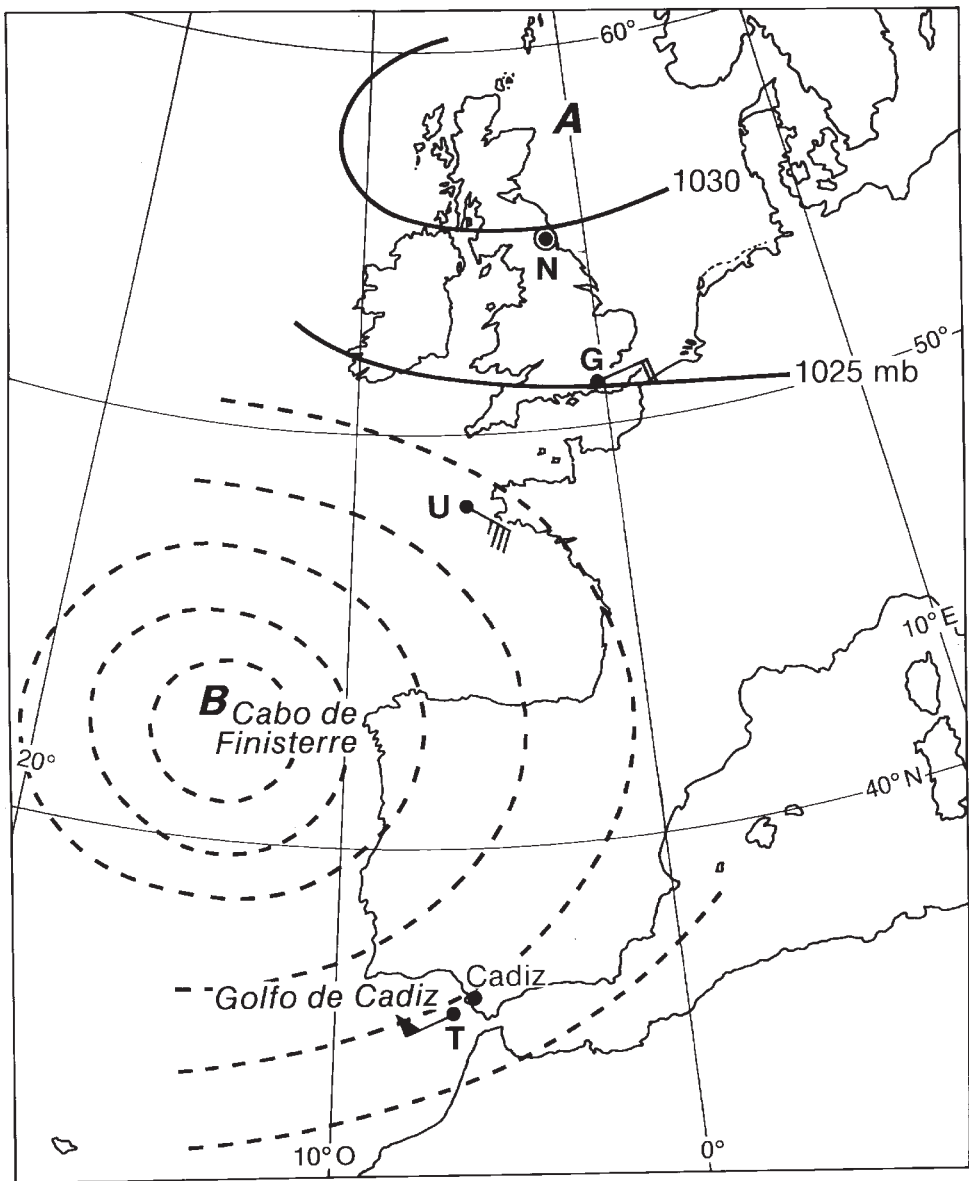 60°
A
1030
N
50°
G
1025 mb
U
10° E
B Cabo de
Finisterre
20°
40° N
Cadiz
Golfo de Cadiz
T
10° O
0°